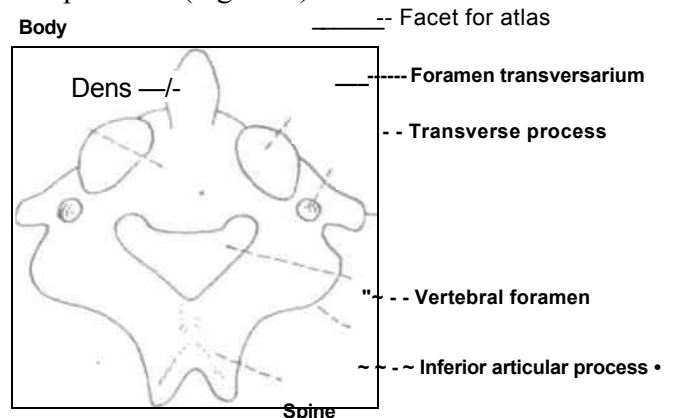 Body
-- Facet for atlas
Dens —/-
------ Foramen transversarium
- - Transverse process
"~ - - Vertebral foramen
~ ~ - ~ Inferior articular process •
Spine